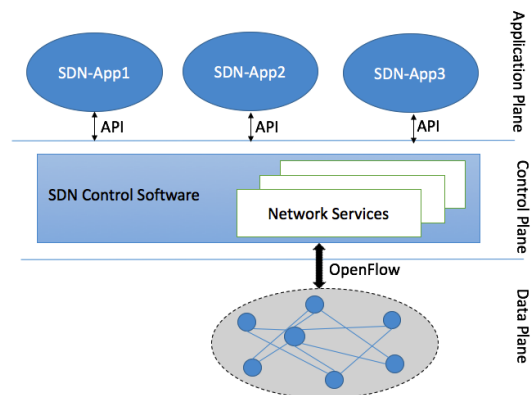 SDN-App1
SDN-App2
SDN-App3
API
API
API
Application Plane
SDN Control Software
Network Services
Control Plane
OpenFlow
Data Plane